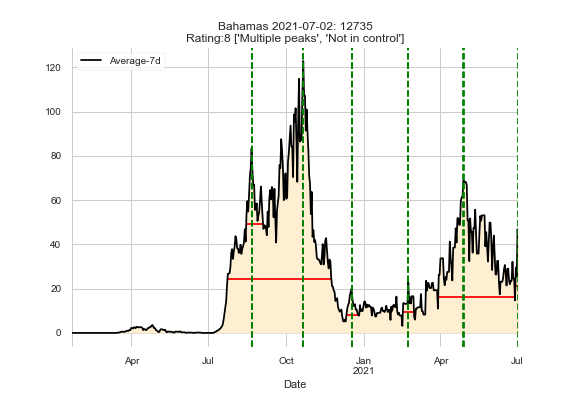 Bahamas 2021-07-02: 12735
Rating:8 ['Multiple peaks', 'Not in control']
Average-7d
120
100
80
60
40
20
0
Apr
Jul
Oct
Jan
2021
Apr
Jul
Date